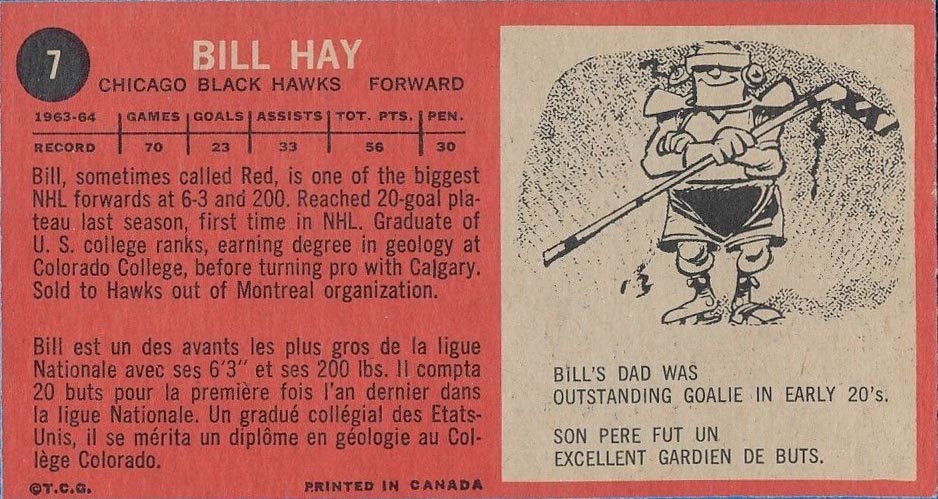 7
BILL HAY
CHICAGO BLACK HAWKS FORWARD
1963-64 GAMES GOALS ASSISTS TOT. PTS. PEN.
RECORD 70 23 33 56 30
Bill, sometimes called Red, is one of the biggest
NHL forwards at 6-3 and 200. Reached 20-goal pla-
teau last season, first time in NHL. Graduate of
U. S. college ranks, earning degree in geology at
Colorado College, before turning pro with Calgary.
Sold to Hawks out of Montreal organization.
Bill est un des avants les plus gros de la ligue
Nationale avec ses 6'3" et ses 200 lbs. Il compta
20 buts pour la première fois l'an dernier dans
la ligue Nationale. Un gradué collégial des Etats-
Unis, il se mérita un diplôme en géologie au Col-
lège Colorado.
©T.C.G. PRINTED IN CANADA
BILL'S DAD WAS
OUTSTANDING GOALIE IN EARLY 20's.
SON PERE FUT UN
EXCELLENT GARDIEN DE BUTS.